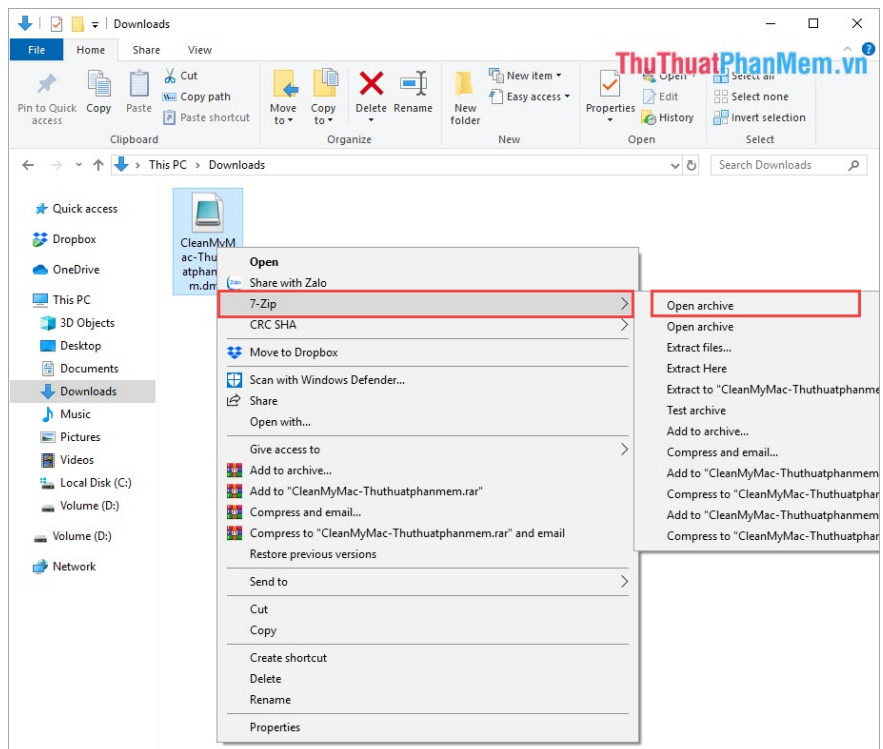 Downloads
File Home Share View
ThuThuatPhanMem.vn
Pin to Quick access
Copy
Paste
Cut
Copy path
Paste shortcut
Clipboard
Move to
Copy to
Delete
Rename
Organize
New folder
New item
Easy access
New
Properties
Open
Edit
History
Open
Select all
Select none
Invert selection
Select
This PC > Downloads
Search Downloads
Quick access
Dropbox
OneDrive
This PC
3D Objects
Desktop
Documents
Downloads
Music
Pictures
Videos
Local Disk (C:)
Volume (D:)
Volume (D:)
Network
CleanMyM
ac-Thu
atphan
m.dm
Open
Zalo
Share with Zalo
7-Zip
CRC SHA
Move to Dropbox
Scan with Windows Defender...
Share
Open with...
Give access to
Add to archive...
Add to "CleanMyMac-Thuthuatphanmem.rar"
Compress and email...
Compress to "CleanMyMac-Thuthuatphanmem.rar" and email
Restore previous versions
Send to
Cut
Copy
Create shortcut
Delete
Rename
Properties
Open archive
Open archive
Extract files...
Extract Here
Extract to "CleanMyMac-Thuthuatphanme
Test archive
Add to archive...
Compress and email...
Add to "CleanMyMac-Thuthuatphanmem
Compress to "CleanMyMac-Thuthuatphar
Add to "CleanMyMac-Thuthuatphanmem
Compress to "CleanMyMac-Thuthuatphar